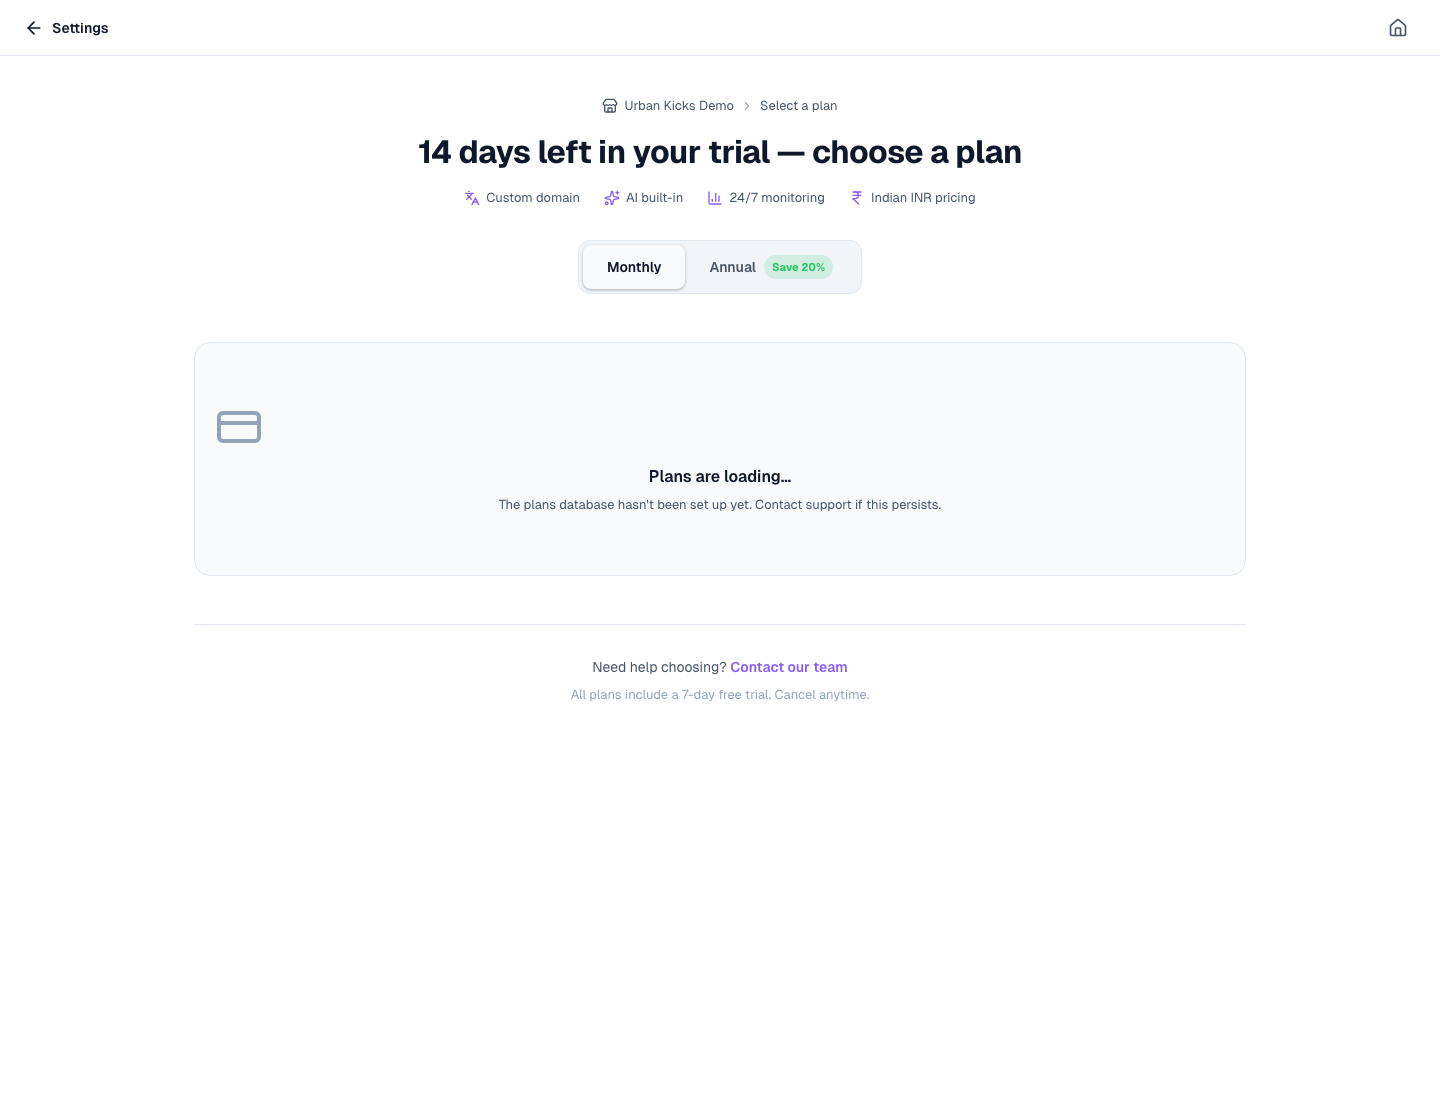 Settings
Urban Kicks Demo > Select a plan
14 days left in your trial — choose a plan
Custom domain AI built-in 24/7 monitoring Indian INR pricing
Monthly Annual Save 20%
Plans are loading...
The plans database hasn't been set up yet. Contact support if this persists.
Need help choosing? Contact our team
All plans include a 7-day free trial. Cancel anytime.